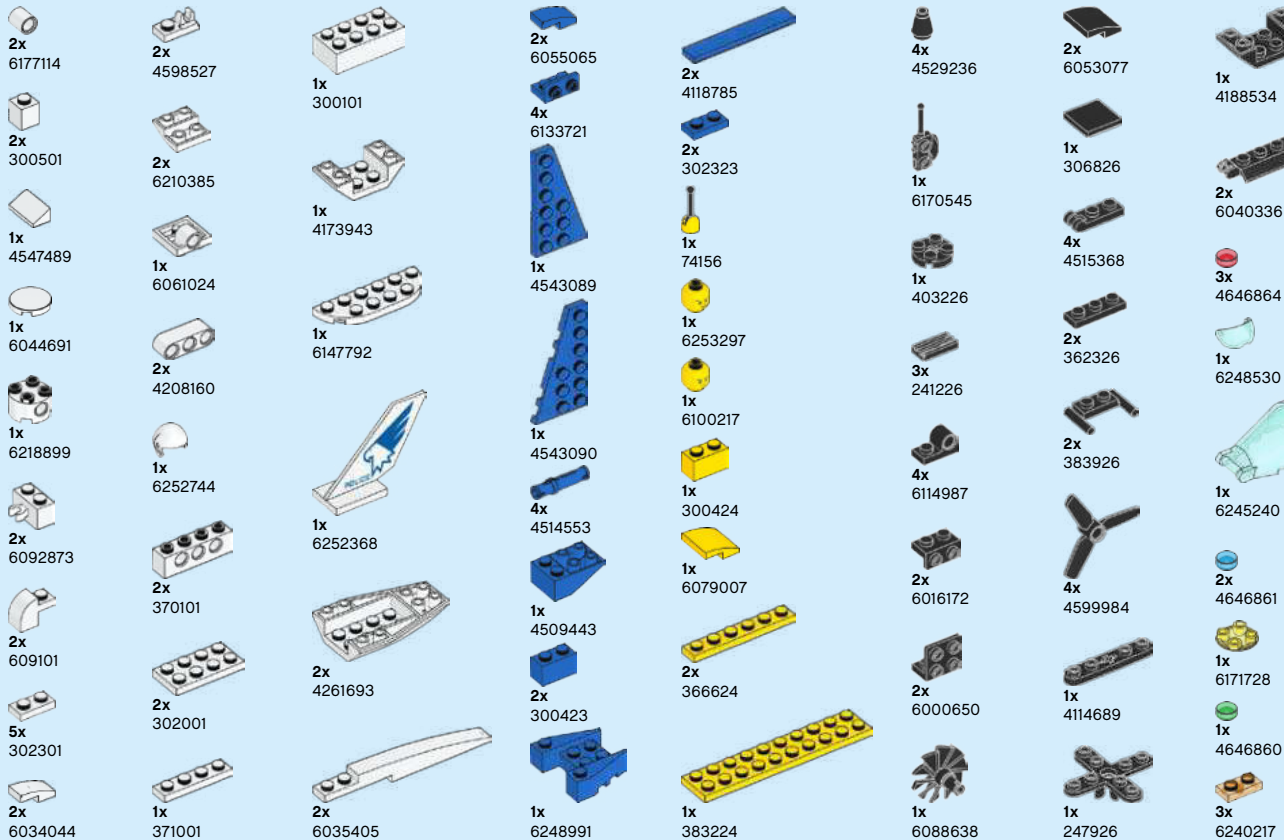 2x
6177114
2x
300501
1x
4547489
1x
6044691
1x
6218899
2x
6092873
2x
609101
5x
302301
2x
6034044
2x
4598527
2x
6210385
1x
6061024
2x
4208160
1x
6252744
2x
370101
2x
302001
1x
371001
1x
300101
1x
4173943
1x
6147792
POLICE
1x
6252368
2x
4261693
2x
6035405
2x
6055065
4x
6133721
1x
4543089
1x
4543090
4x
4514553
1x
4509443
2x
300423
1x
6248991
2x
4118785
2x
302323
1x
74156
1x
6253297
1x
6100217
1x
300424
1x
6079007
2x
366624
1x
383224
4x
4529236
1x
6170545
1x
403226
3x
241226
4x
6114987
2x
6016172
2x
6000650
1x
6088638
2x
6053077
1x
306826
4x
4515368
2x
362326
2x
383926
4x
4599984
1x
4114689
1x
247926
1x
4188534
2x
6040336
3x
4646864
1x
6248530
1x
6245240
2x
4646861
1x
6171728
1x
4646860
3x
6240217